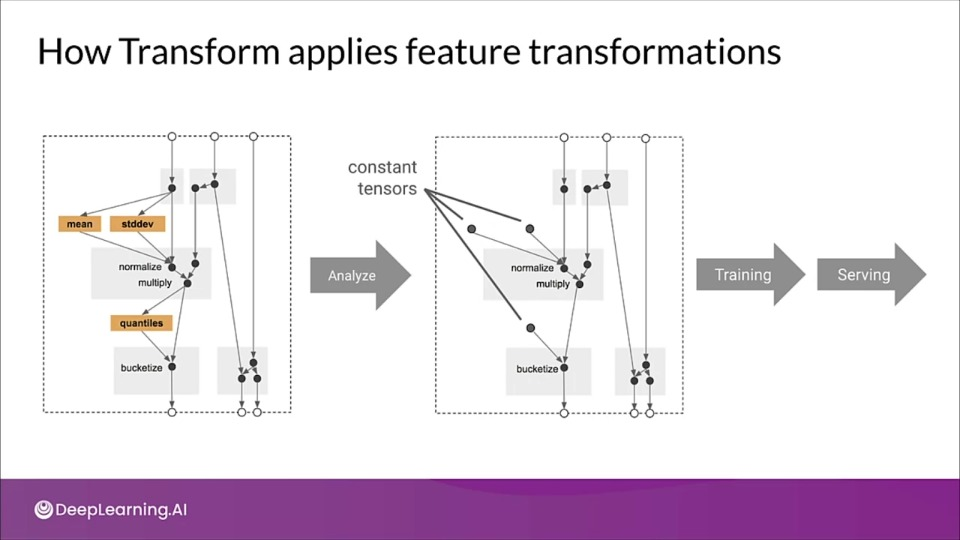 How Transform applies feature transformations
mean
stddev
normalize
multiply
quantiles
bucketize
Analyze
constant
tensors
normalize
multiply
bucketize
Training
Serving
DeepLearning.AI